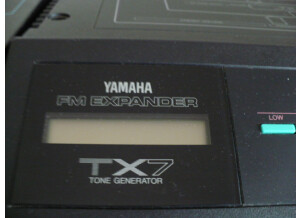 YAMAHA
FM EXPANDER
LOW
TX7
TONE GENERATOR